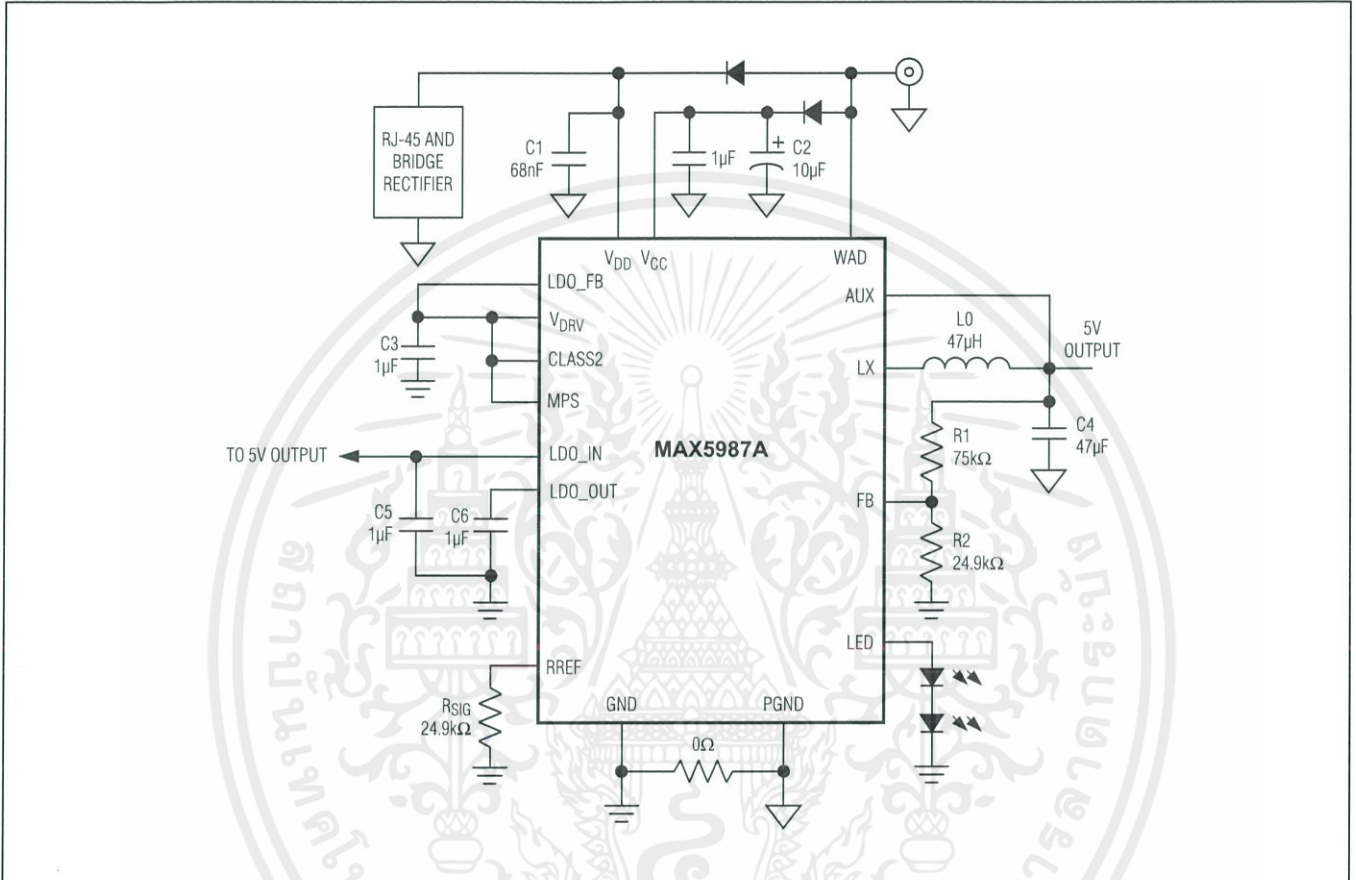 RJ-45 AND
BRIDGE
RECTIFIER
C1
68nF
1µF
+
C2
10µF
VDD VCC WAD
LDO_FB
VDRV
CLASS2
MPS
LDO_IN
LDO_OUT
RREF
GND
PGND
AUX
LX
FB
LED
MAX5987A
C3
1µF
TO 5V OUTPUT
C5
1µF
C6
1µF
RSIG
24.9kΩ
0Ω
L0
47µH
5V
OUTPUT
R1
75kΩ
C4
47µF
R2
24.9kΩ